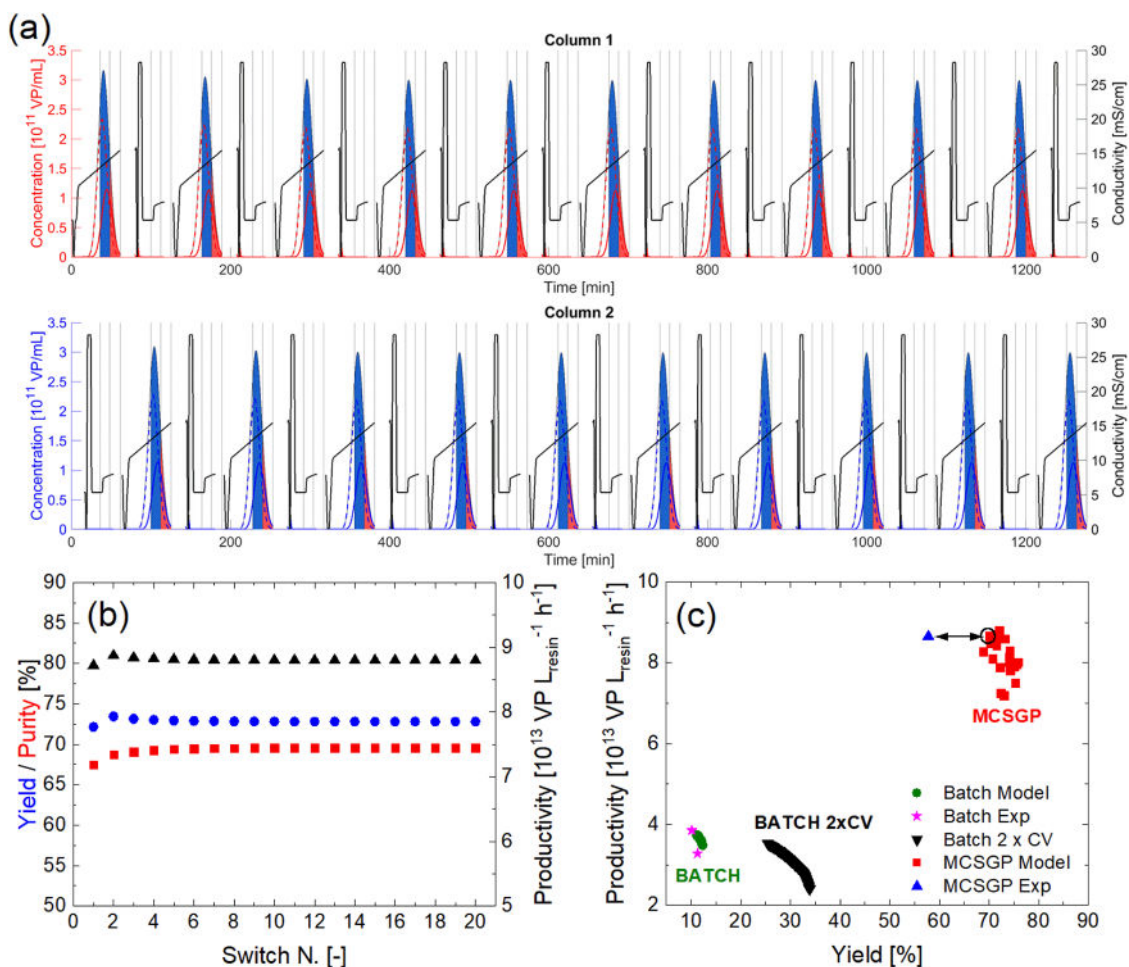 (a)
Column 1
Concentration [10¹¹ VP/mL]
3.5
3
2.5
2
1.5
1
0.5
0
30
25
20
15
10
5
0
Conductivity [mS/cm]
0 200 400 600 800 1000 1200
Time [min]
Column 2
Concentration [10¹¹ VP/mL]
3.5
3
2.5
2
1.5
1
0.5
0
30
25
20
15
10
5
0
Conductivity [mS/cm]
0 200 400 600 800 1000 1200
Time [min]
(b)
Yield / Purity [%]
90
85
80
75
70
65
60
55
50
10
9
8
7
6
5
Productivity [10¹³ VP L_resin⁻¹ h⁻¹]
0 2 4 6 8 10 12 14 16 18 20
Switch N. [-]
(c)
Productivity [10¹³ VP L_resin⁻¹ h⁻¹]
10
8
6
4
2
MCSGP
BATCH 2xCV
BATCH
Batch Model
Batch Exp
Batch 2 x CV
MCSGP Model
MCSGP Exp
10 20 30 40 50 60 70 80 90
Yield [%]